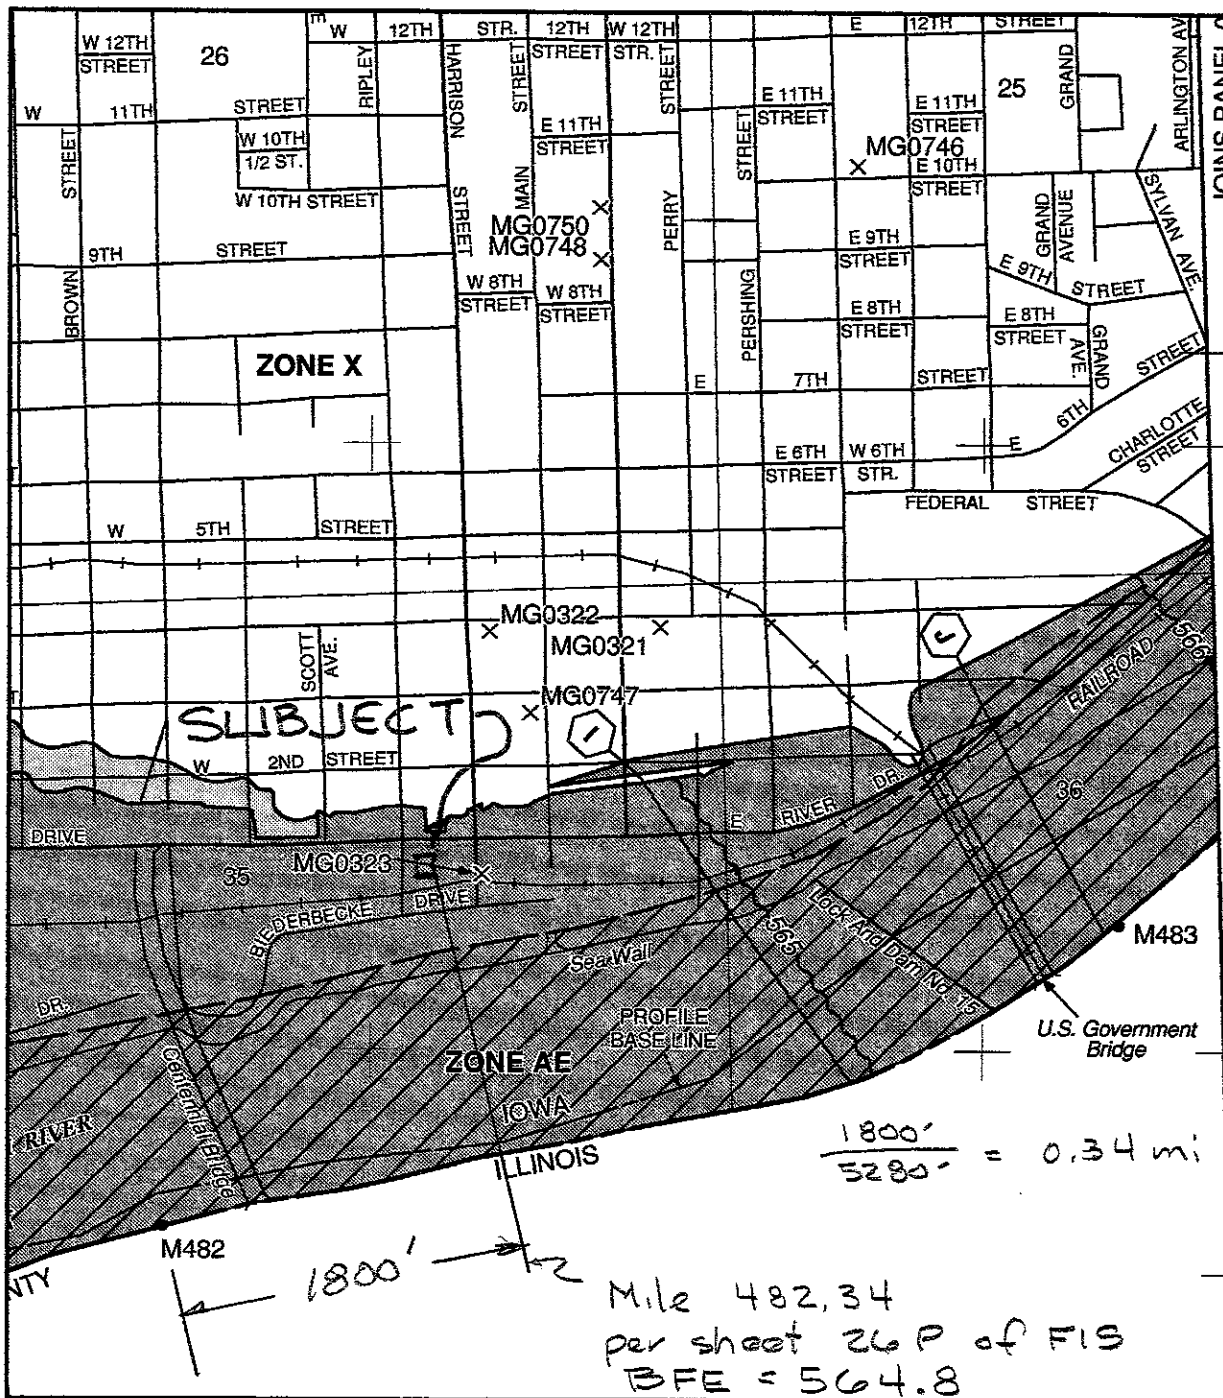 E
W 12TH
STREET
26
W
RIPLEY
12TH
HARRISON
STR.
STREET
12TH
STREET
W 12TH
STR.
STREET
E
12TH
STREET
GRAND
ARLINGTON AV
JOINS PANEL
W
11TH
STREET
E 11TH
STREET
E 11TH
STREET
E 11TH
STREET
25
STREET
W 10TH
1/2 ST.
MAIN
STREET
MG0746
E 10TH
STREET
W 10TH STREET
STREET
MG0750
MG0748
PERRY
GRAND
AVENUE
SYLVAN AVE.
9TH
STREET
E 9TH
STREET
E 9TH
STREET
BROWN
W 8TH
STREET
W 8TH
STREET
PERSHING
E 8TH
STREET
E 8TH
STREET
GRAND
AVE.
ZONE X
E
7TH
STREET
6TH
STREET
E
CHARLOTTE
STREET
E 6TH
STREET
W 6TH
STR.
FEDERAL STREET
W
5TH
STREET
MG0322
MG0321
SCOTT
AVE.
MG0747
SUBJECT
I
J
566
RAILROAD
W
2ND
STREET
DRIVE
E
RIVER
DR.
36
MG0323
35
BIEDERBECKE
DRIVE
565
Lock And Dam No. 15
M483
Sea Wall
DR.
PROFILE
BASE LINE
U.S. Government
Bridge
ZONE AE
Centennial Bridge
RIVER
IOWA
ILLINOIS
1800'
5280' = 0.34 mi
M482
NTY
1800'
Mile 482.34
per sheet 26 P of FIS
BFE = 564.8